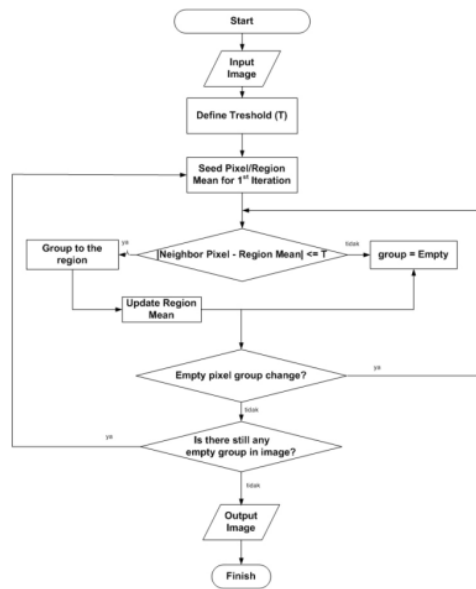 Start
Input
Image
Define Treshold (T)
Seed Pixel/Region
Mean for 1st Iteration
ya
|Neighbor Pixel - Region Mean| <= T
tidak
Group to the
region
group = Empty
Update Region
Mean
Empty pixel group change?
ya
tidak
ya
Is there still any
empty group in image?
tidak
Output
Image
Finish